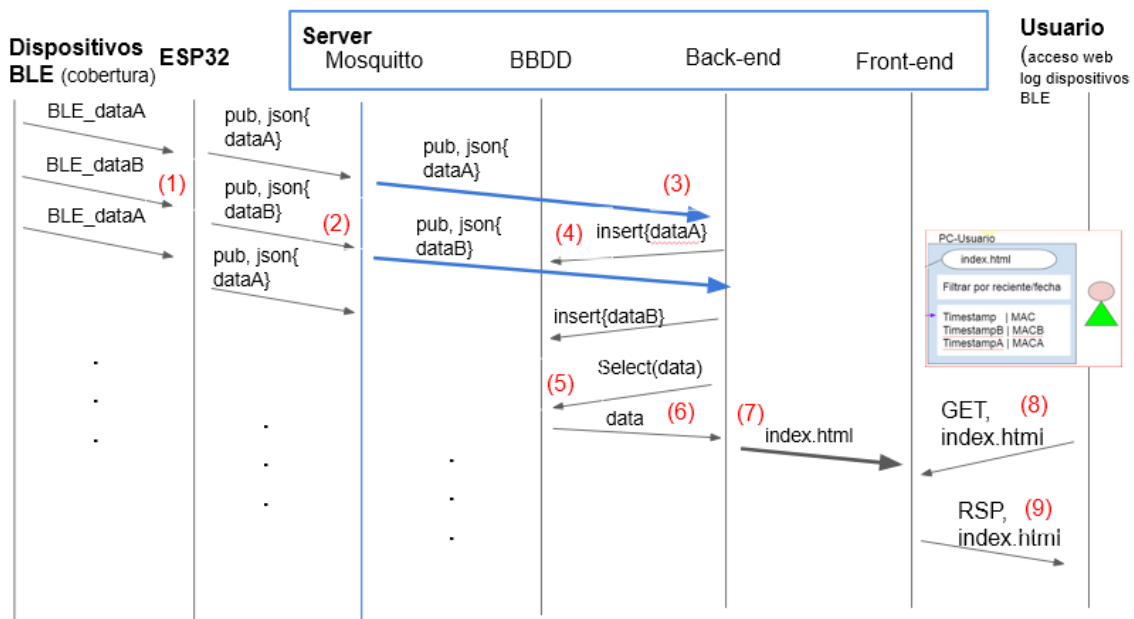 Dispositivos
BLE (cobertura)
ESP32
Server
Mosquitto
BBDD
Back-end
Front-end
Usuario
(acceso web
log dispositivos
BLE
BLE_dataA
pub, json{
dataA}
pub, json{
dataA}
BLE_dataB
(1)
pub, json{
dataB}
(2)
(3)
BLE_dataA
pub, json{
dataB}
(4)
insert{dataA}
pub, json{
dataA}
insert{dataB}
PC-Usuario
index.html
Filtrar por reciente/fecha
Timestamp | MAC
TimestampB | MACB
TimestampA | MACA
Select(data)
(5)
data
(6)
(7)
index.html
GET,
(8)
index.html
RSP,
(9)
index.html